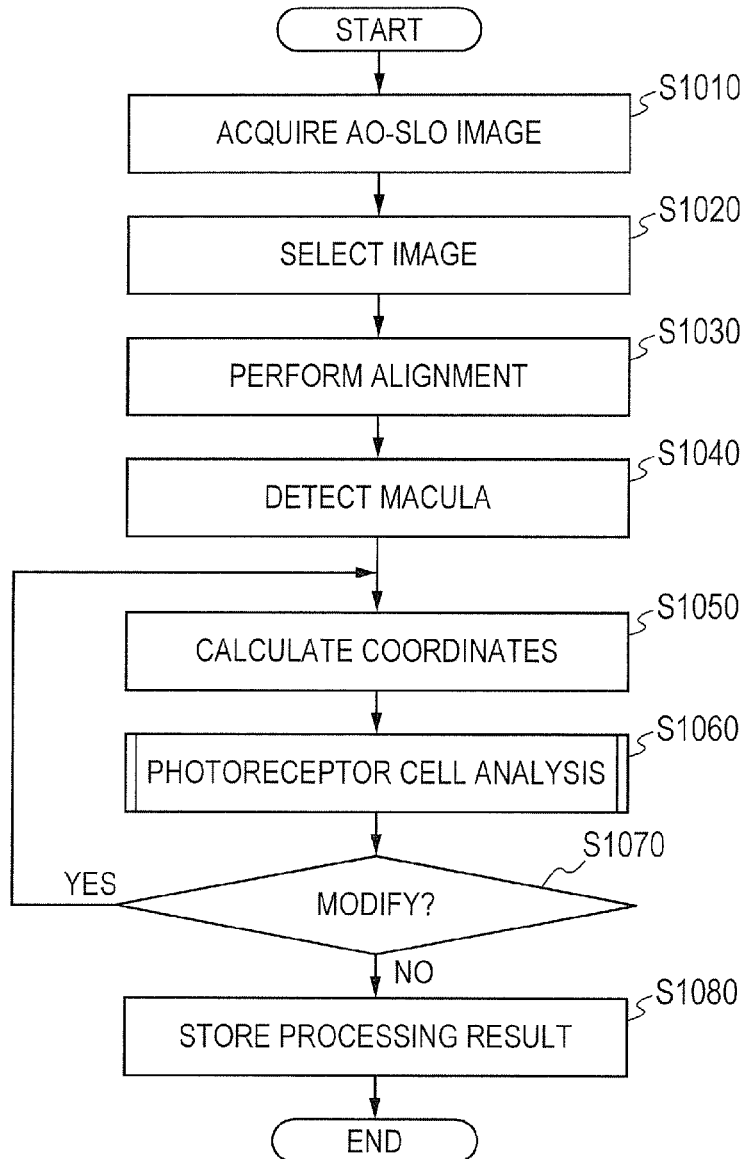 START
S1010
ACQUIRE AO-SLO IMAGE
S1020
SELECT IMAGE
S1030
PERFORM ALIGNMENT
S1040
DETECT MACULA
S1050
CALCULATE COORDINATES
S1060
PHOTORECEPTOR CELL ANALYSIS
S1070
YES
MODIFY?
NO
S1080
STORE PROCESSING RESULT
END